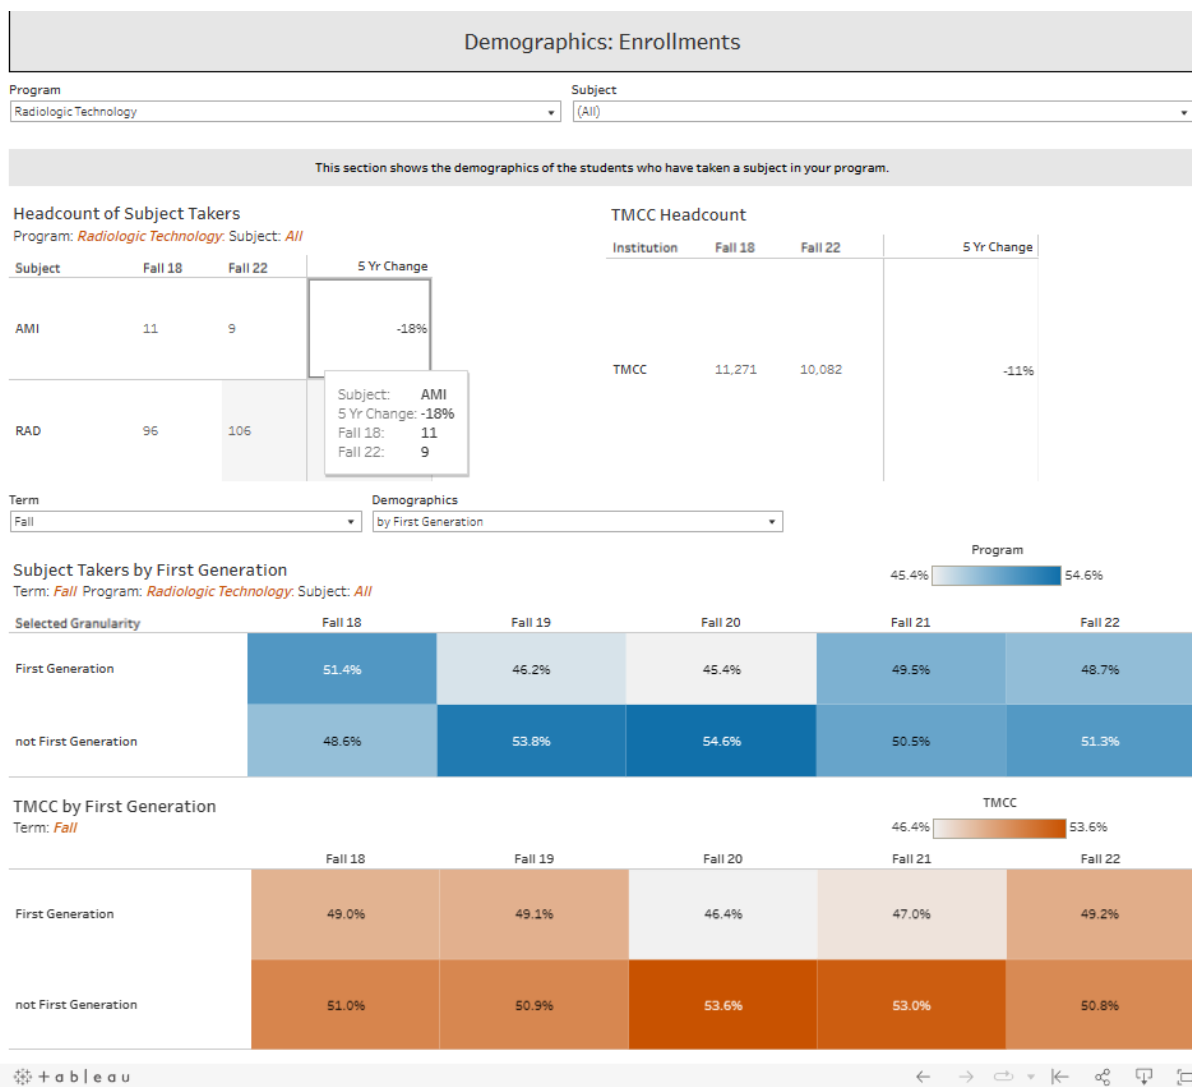 Demographics: Enrollments
Program
Subject
Radiologic Technology
(All)
This section shows the demographics of the students who have taken a subject in your program.
Headcount of Subject Takers
Program: Radiologic Technology. Subject: All
Subject Fall 18 Fall 22 5 Yr Change
AMI 11 9 -18%
RAD 96 106
Subject: AMI
5 Yr Change: -18%
Fall 18: 11
Fall 22: 9
TMCC Headcount
Institution Fall 18 Fall 22 5 Yr Change
TMCC 11,271 10,082 -11%
Term
Demographics
Fall
by First Generation
Subject Takers by First Generation
Term: Fall Program: Radiologic Technology. Subject: All
Program
45.4% 54.6%
Selected Granularity Fall 18 Fall 19 Fall 20 Fall 21 Fall 22
First Generation 51.4% 46.2% 45.4% 49.5% 48.7%
not First Generation 48.6% 53.8% 54.6% 50.5% 51.3%
TMCC by First Generation
Term: Fall
TMCC
46.4% 53.6%
Fall 18 Fall 19 Fall 20 Fall 21 Fall 22
First Generation 49.0% 49.1% 46.4% 47.0% 49.2%
not First Generation 51.0% 50.9% 53.6% 53.0% 50.8%
+ableau